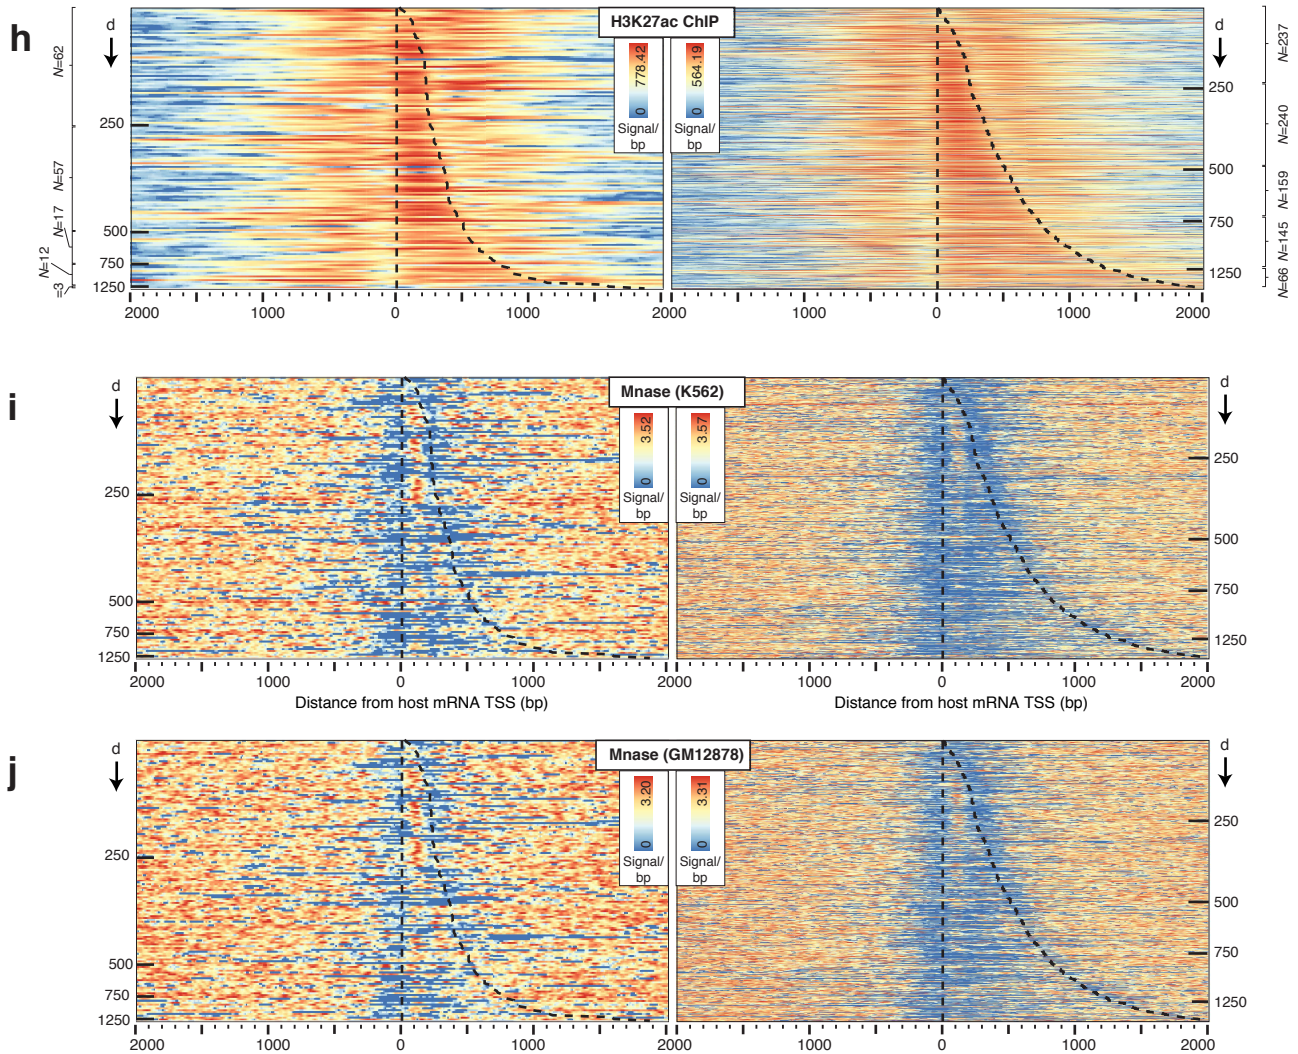 h
d
H3K27ac ChIP
d
N=62
N=57
N=17
N=12
=3
250
500
750
1250
0 778.42
Signal/
bp
0 564.19
Signal/
bp
250
500
750
1250
N=237
N=240
N=159
N=145
N=66
2000 1000 0 1000 2000
1000 0 1000 2000
i
d
Mnase (K562)
d
250
500
750
1250
0 3.52
Signal/
bp
0 3.57
Signal/
bp
250
500
750
1250
2000 1000 0 1000 2000
1000 0 1000 2000
Distance from host mRNA TSS (bp)
Distance from host mRNA TSS (bp)
j
d
Mnase (GM12878)
d
250
500
750
1250
0 3.20
Signal/
bp
0 3.31
Signal/
bp
250
500
750
1250
2000 1000 0 1000 2000
1000 0 1000 2000